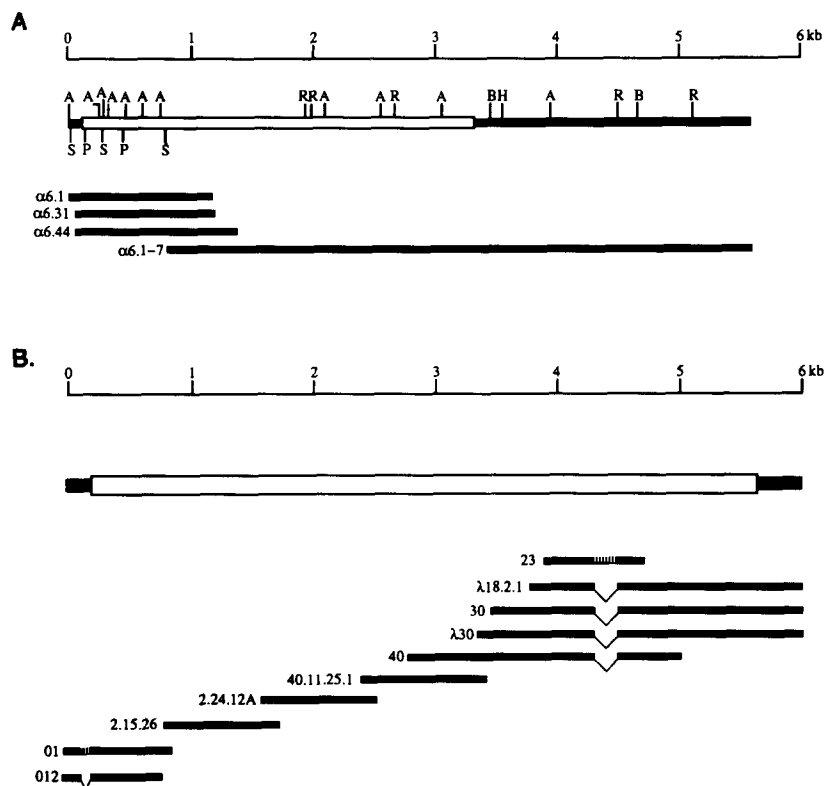 A
0 1 2 3 4 5 6 kb
A A A A A A A RR A A R A BH A R B R
S P S P S
α6.1
α6.31
α6.44
α6.1–7
B.
0 1 2 3 4 5 6 kb
23
λ18.2.1
30
λ30
40
40.11.25.1
2.24.12A
2.15.26
01
012